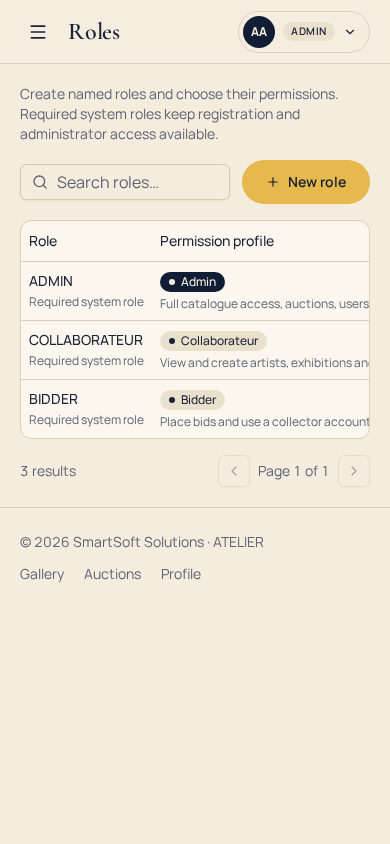 Roles
AA ADMIN
Create named roles and choose their permissions.
Required system roles keep registration and
administrator access available.
Search roles...
New role
Role Permission profile
ADMIN Admin
Required system role Full catalogue access, auctions, users
COLLABORATEUR Collaborateur
Required system role View and create artists, exhibitions an
BIDDER Bidder
Required system role Place bids and use a collector account
3 results Page 1 of 1
© 2026 SmartSoft Solutions · ATELIER
Gallery Auctions Profile